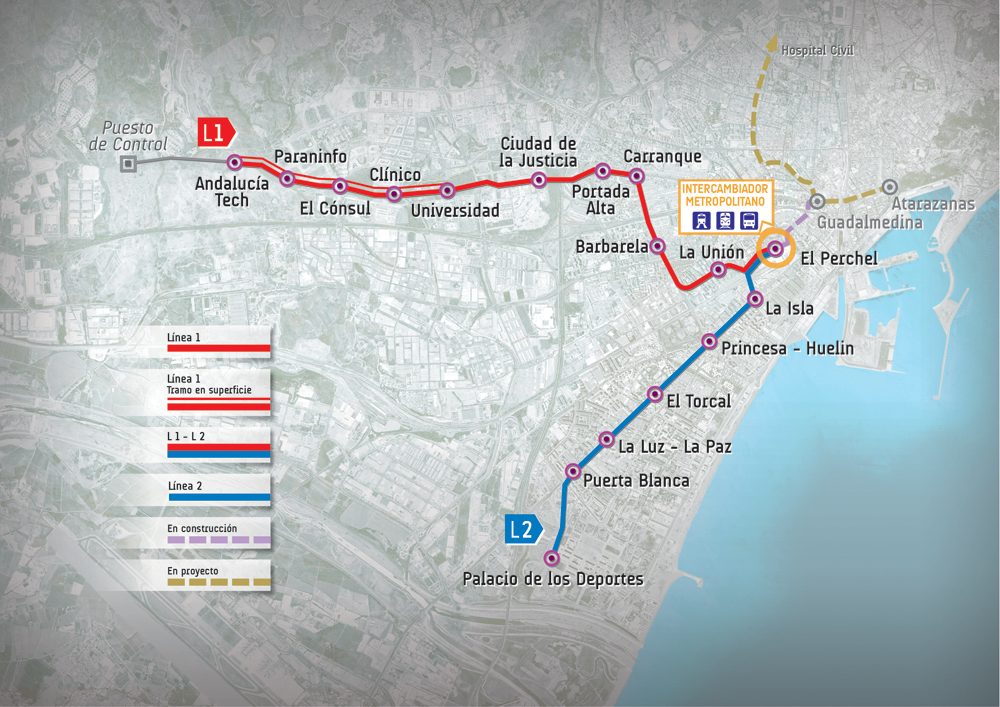 Hospital Civil
Puesto
de Control
L1
Andalucía
Tech
Paraninfo
El Cónsul
Clínico
Universidad
Ciudad de
la Justicia
Portada
Alta
Carranque
Barbarela
La Unión
INTERCAMBIADOR
METROPOLITANO
Atarazanas
Guadalmedina
El Perchel
La Isla
Princesa - Huelin
El Torcal
La Luz - La Paz
Puerta Blanca
L2
Palacio de los Deportes
Línea 1
Línea 1
Tramo en superficie
L 1 - L 2
Línea 2
En construcción
En proyecto